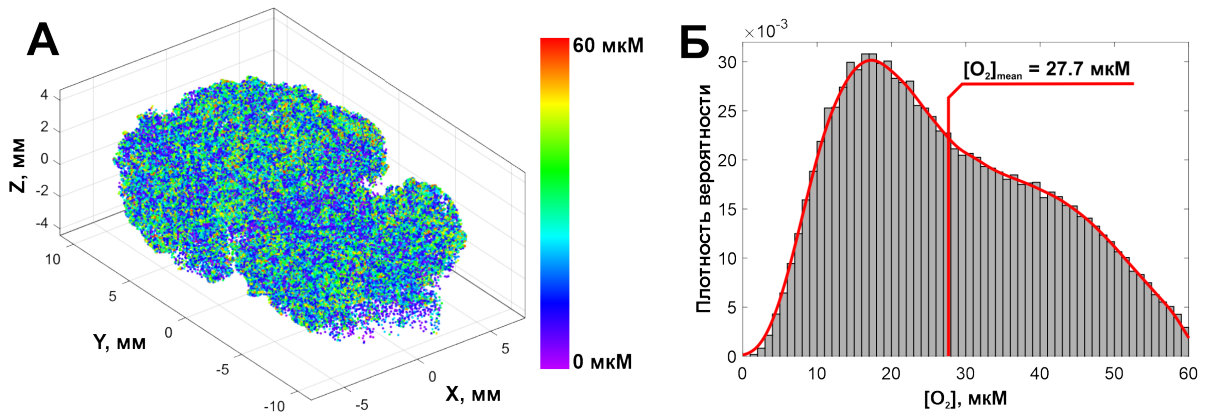 А
60 мкМ
0 мкМ
Z, мм
4
2
0
-2
-4
10
5
0
-5
-10
Y, мм
-5
0
5
X, мм
Б
×10⁻³
[O₂]mean = 27.7 мкМ
Плотность вероятности
30
25
20
15
10
5
0
0 10 20 30 40 50 60
[O₂], мкМ